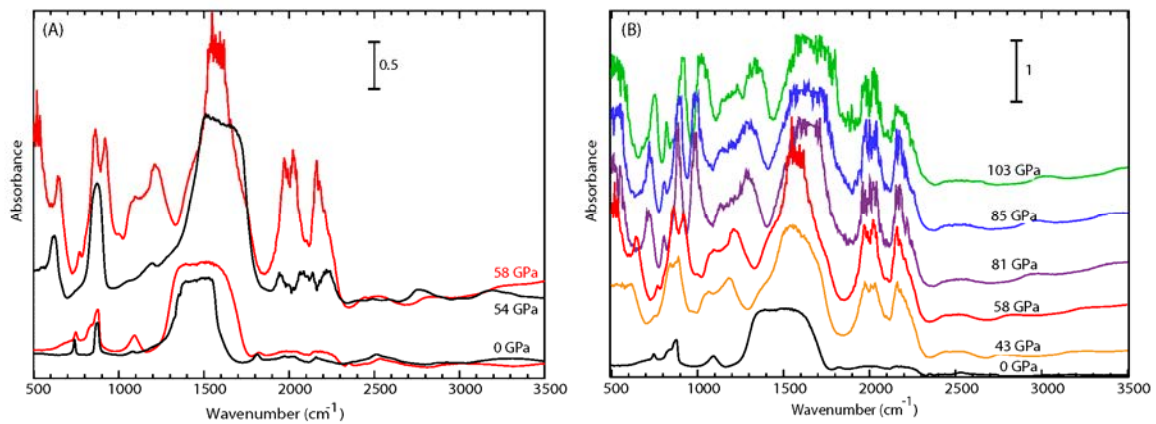 (A)
0.5
58 GPa
54 GPa
0 GPa
Absorbance
500 1000 1500 2000 2500 3000 3500
Wavenumber (cm-1)
(B)
1
103 GPa
85 GPa
81 GPa
58 GPa
43 GPa
0 GPa
Absorbance
500 1000 1500 2000 2500 3000 3500
Wavenumber (cm-1)